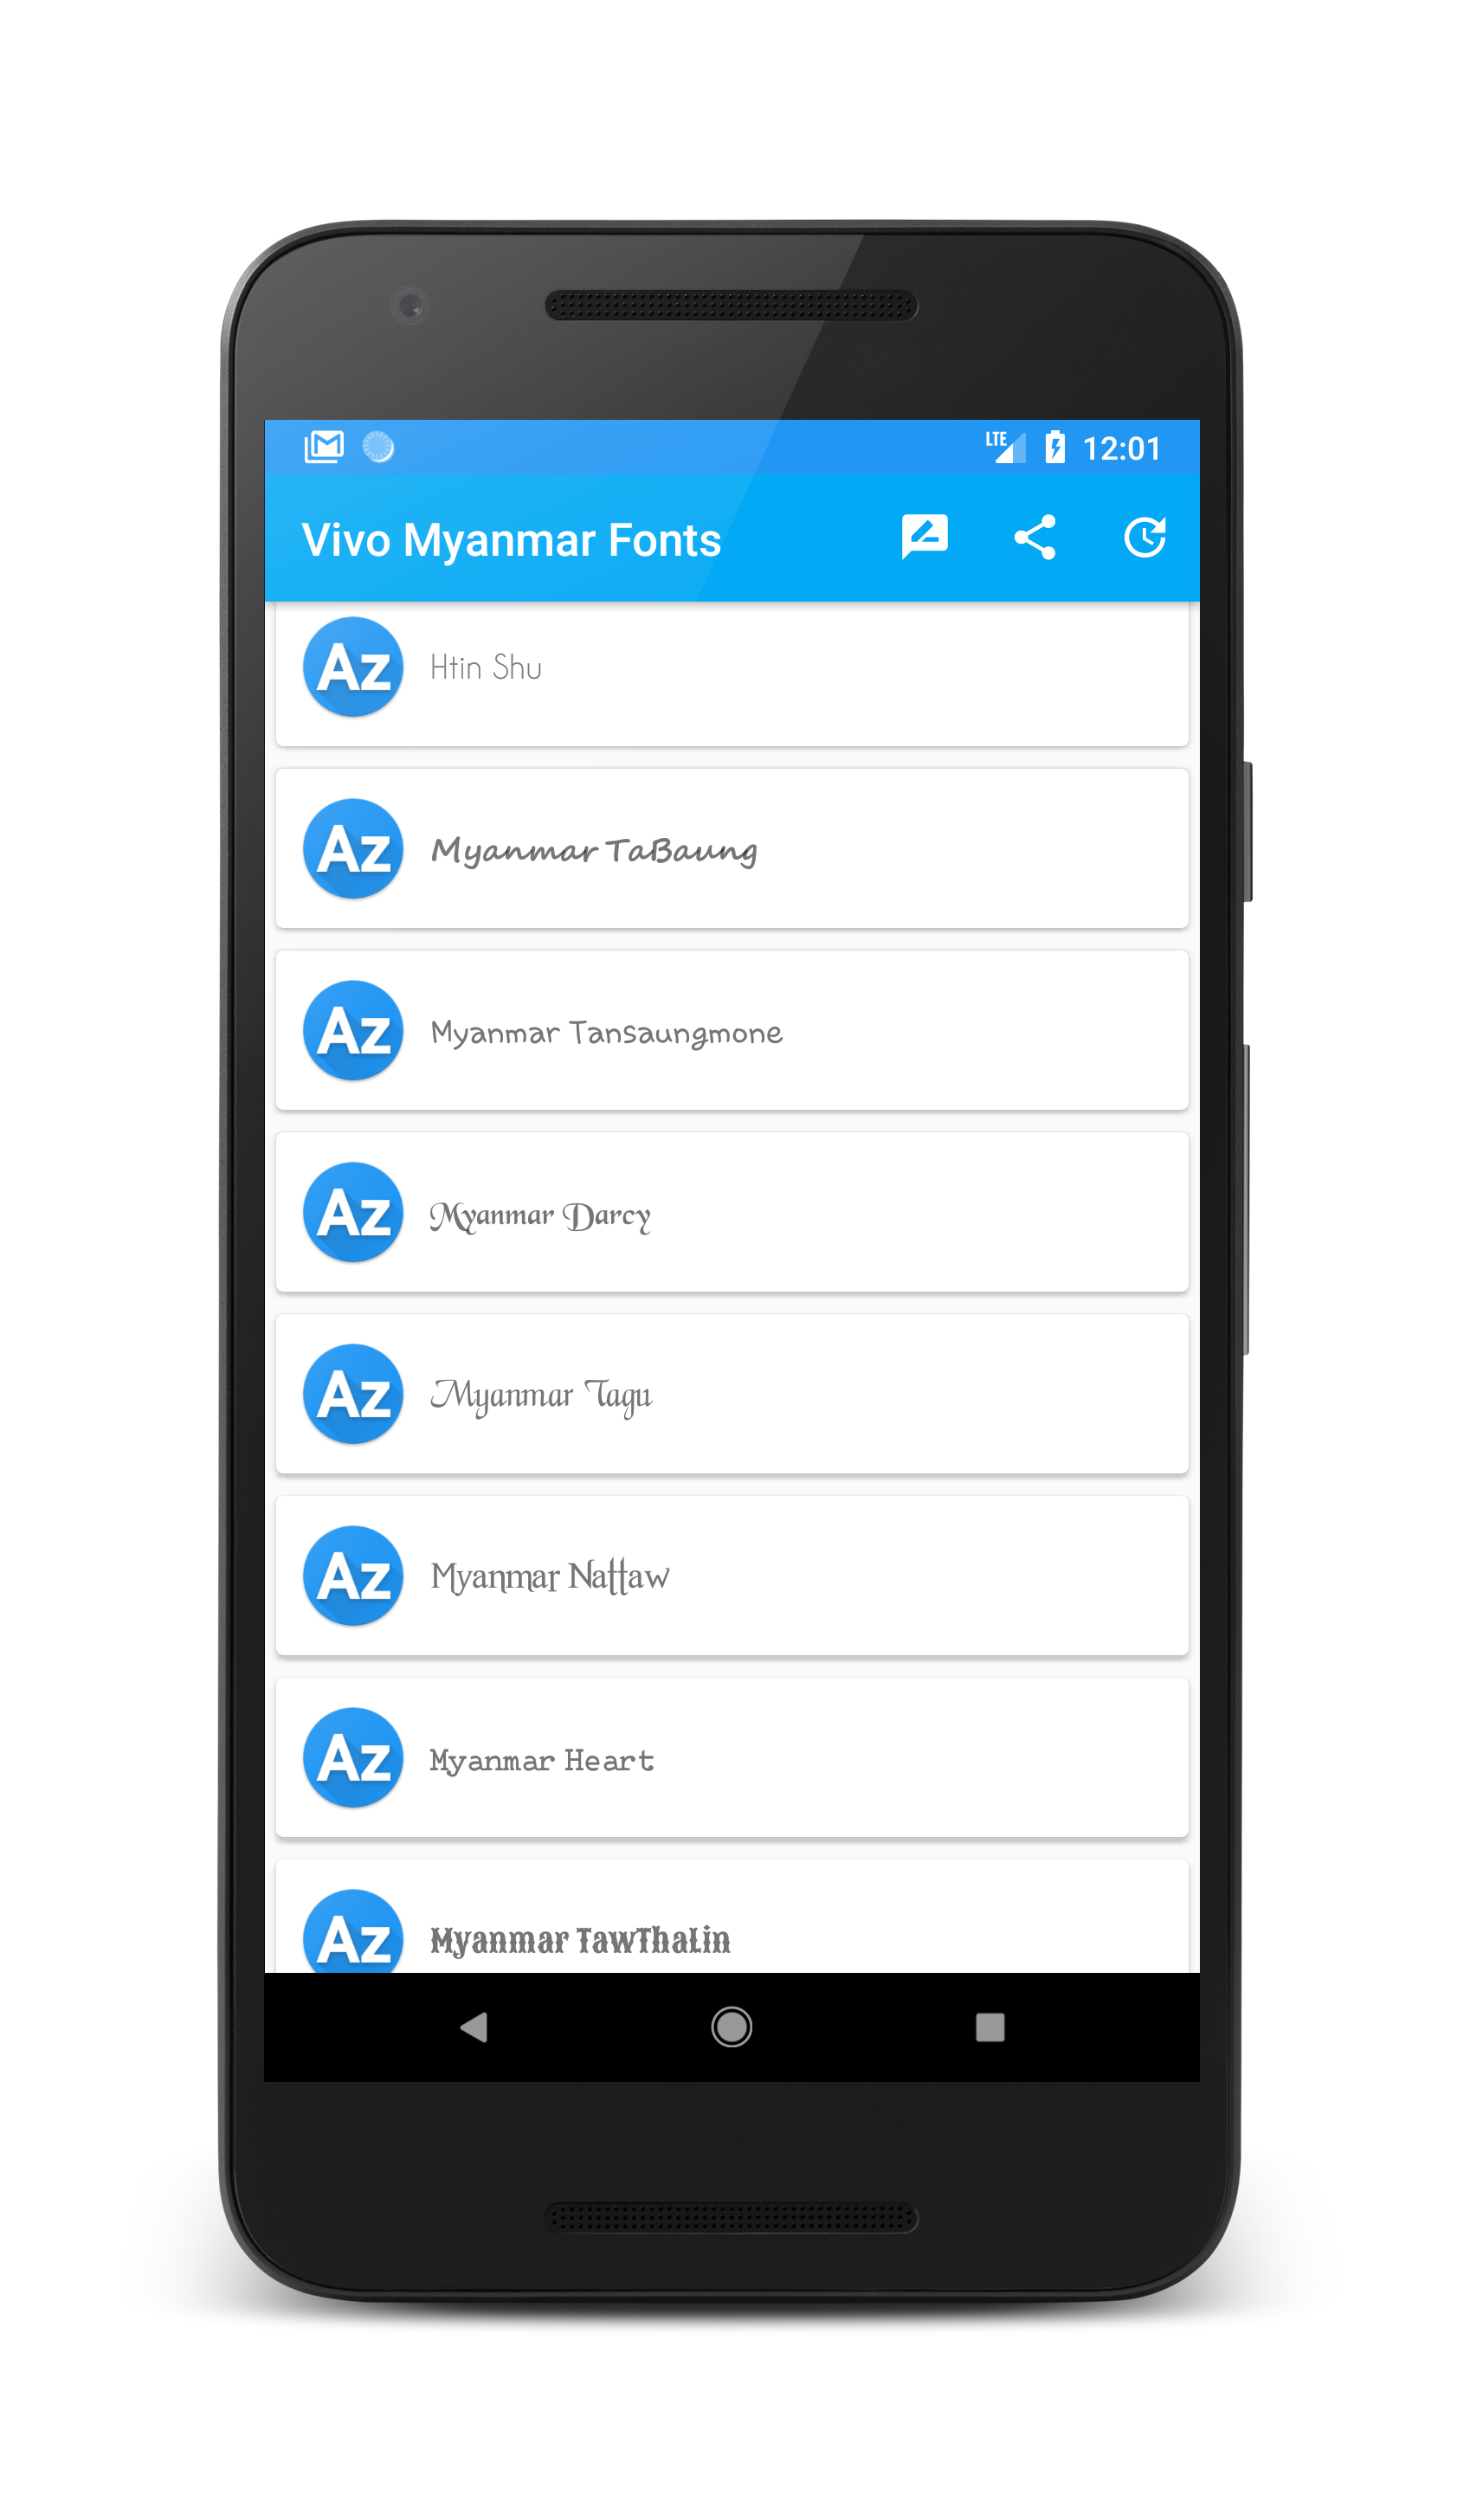 LTE 12:01
Vivo Myanmar Fonts
Az Htin Shu
Az Myanmar TaBaung
Az Myanmar Tansaungmone
Az Myanmar Darcy
Az Myanmar Tagu
Az Myanmar Nattaw
Az Myanmar Heart
Az Myanmar TawThaLin